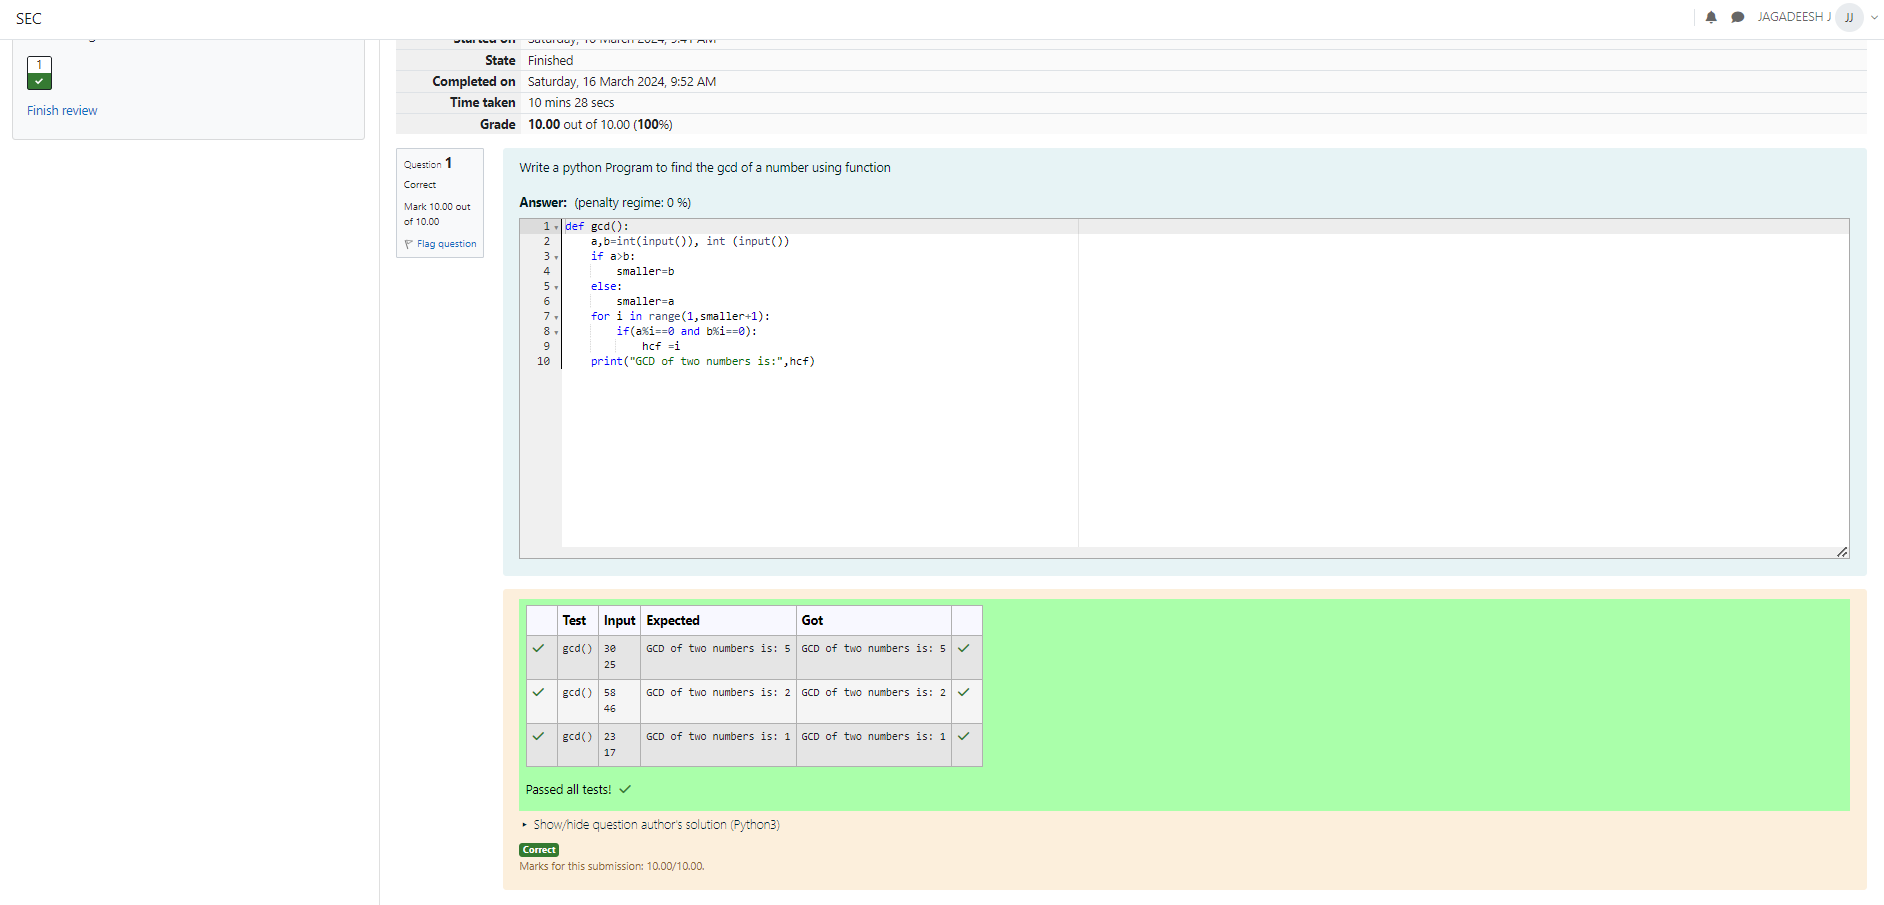 SEC
JAGADEESH J
JJ
1
Finish review
Started on Saturday, 16 March 2024, 9:41 AM
State Finished
Completed on Saturday, 16 March 2024, 9:52 AM
Time taken 10 mins 28 secs
Grade 10.00 out of 10.00 (100%)
Question 1
Correct
Mark 10.00 out
of 10.00
Flag question
Write a python Program to find the gcd of a number using function
Answer: (penalty regime: 0 %)
1 def gcd():
2     a,b=int(input()), int (input())
3     if a>b:
4         smaller=b
5     else:
6         smaller=a
7     for i in range(1,smaller+1):
8         if(a%i==0 and b%i==0):
9             hcf =i
10     print("GCD of two numbers is:",hcf)
Test Input Expected Got
gcd() 30 GCD of two numbers is: 5 GCD of two numbers is: 5
25
gcd() 58 GCD of two numbers is: 2 GCD of two numbers is: 2
46
gcd() 23 GCD of two numbers is: 1 GCD of two numbers is: 1
17
Passed all tests!
Show/hide question author's solution (Python3)
Correct
Marks for this submission: 10.00/10.00.